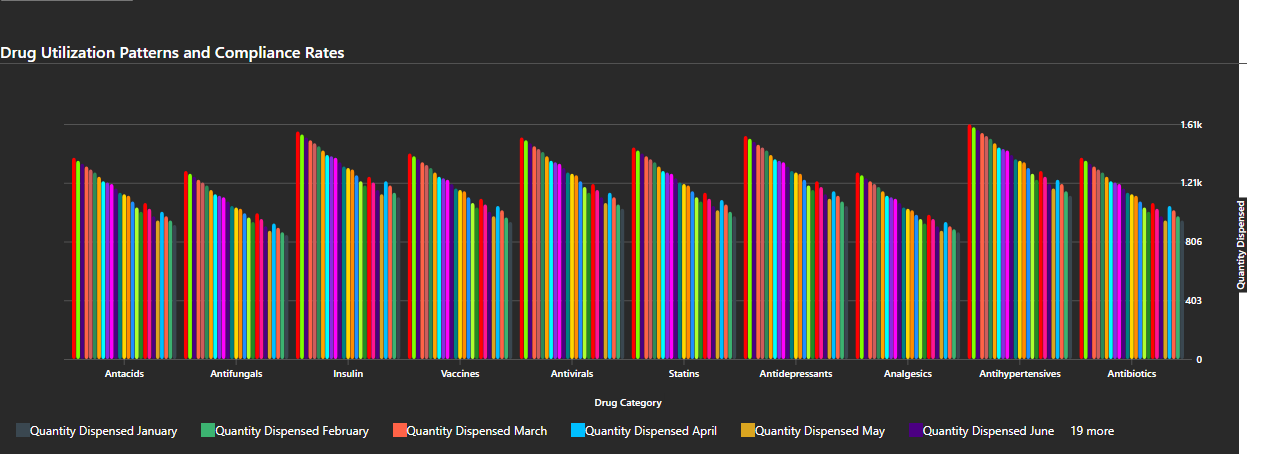 Drug Utilization Patterns and Compliance Rates
1.61k
1.21k
806
403
0
Quantity Dispensed
Antacids Antifungals Insulin Vaccines Antivirals Statins Antidepressants Analgesics Antihypertensives Antibiotics
Drug Category
Quantity Dispensed January Quantity Dispensed February Quantity Dispensed March Quantity Dispensed April Quantity Dispensed May Quantity Dispensed June 19 more